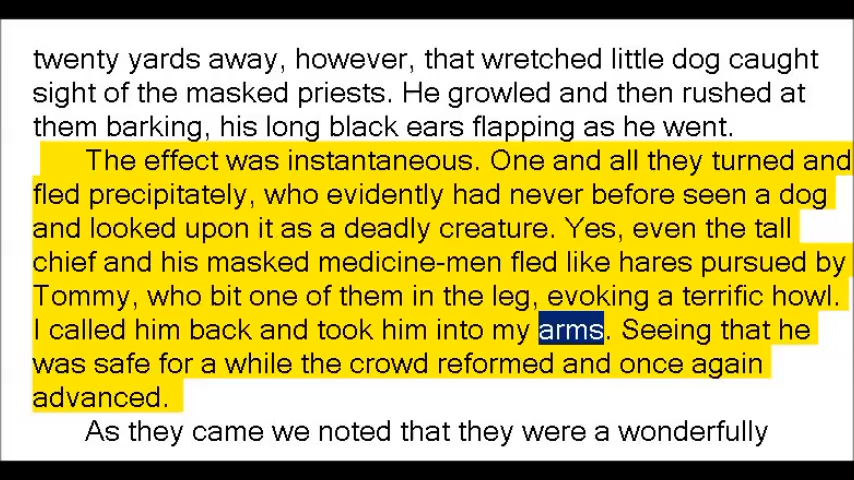 twenty yards away, however, that wretched little dog caught
sight of the masked priests. He growled and then rushed at
them barking, his long black ears flapping as he went.
The effect was instantaneous. One and all they turned and
fled precipitately, who evidently had never before seen a dog
and looked upon it as a deadly creature. Yes, even the tall
chief and his masked medicine-men fled like hares pursued by
Tommy, who bit one of them in the leg, evoking a terrific howl.
I called him back and took him into my arms. Seeing that he
was safe for a while the crowd reformed and once again
advanced.
As they came we noted that they were a wonderfully